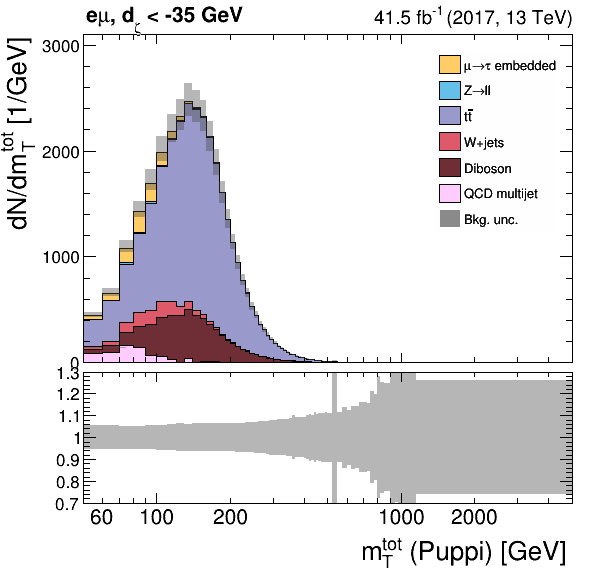 eμ, d_ζ < -35 GeV
41.5 fb⁻¹ (2017, 13 TeV)
dN/dm_T^tot [1/GeV]
3000
2000
1000
0
μ→τ embedded
Z→ll
tt̄
W+jets
Diboson
QCD multijet
Bkg. unc.
1.3
1.2
1.1
1
0.9
0.8
0.7
60 100 200 1000 2000
m_T^tot (Puppi) [GeV]